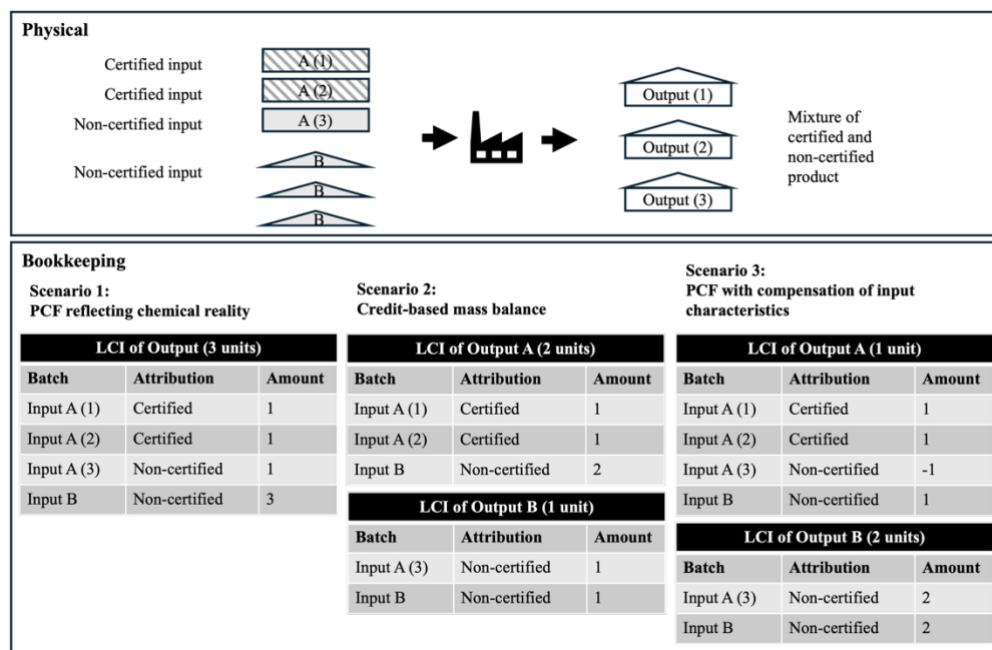 Physical
Certified input
A (1)
Certified input
A (2)
Non-certified input
A (3)
Non-certified input
B
B
B
Output (1)
Output (2)
Output (3)
Mixture of
certified and
non-certified
product
Bookkeeping
Scenario 1:
PCF reflecting chemical reality
LCI of Output (3 units)
Batch Attribution Amount
Input A (1) Certified 1
Input A (2) Certified 1
Input A (3) Non-certified 1
Input B Non-certified 3
Scenario 2:
Credit-based mass balance
LCI of Output A (2 units)
Batch Attribution Amount
Input A (1) Certified 1
Input A (2) Certified 1
Input B Non-certified 2
LCI of Output B (1 unit)
Batch Attribution Amount
Input A (3) Non-certified 1
Input B Non-certified 1
Scenario 3:
PCF with compensation of input
characteristics
LCI of Output A (1 unit)
Batch Attribution Amount
Input A (1) Certified 1
Input A (2) Certified 1
Input A (3) Non-certified -1
Input B Non-certified 1
LCI of Output B (2 units)
Batch Attribution Amount
Input A (3) Non-certified 2
Input B Non-certified 2